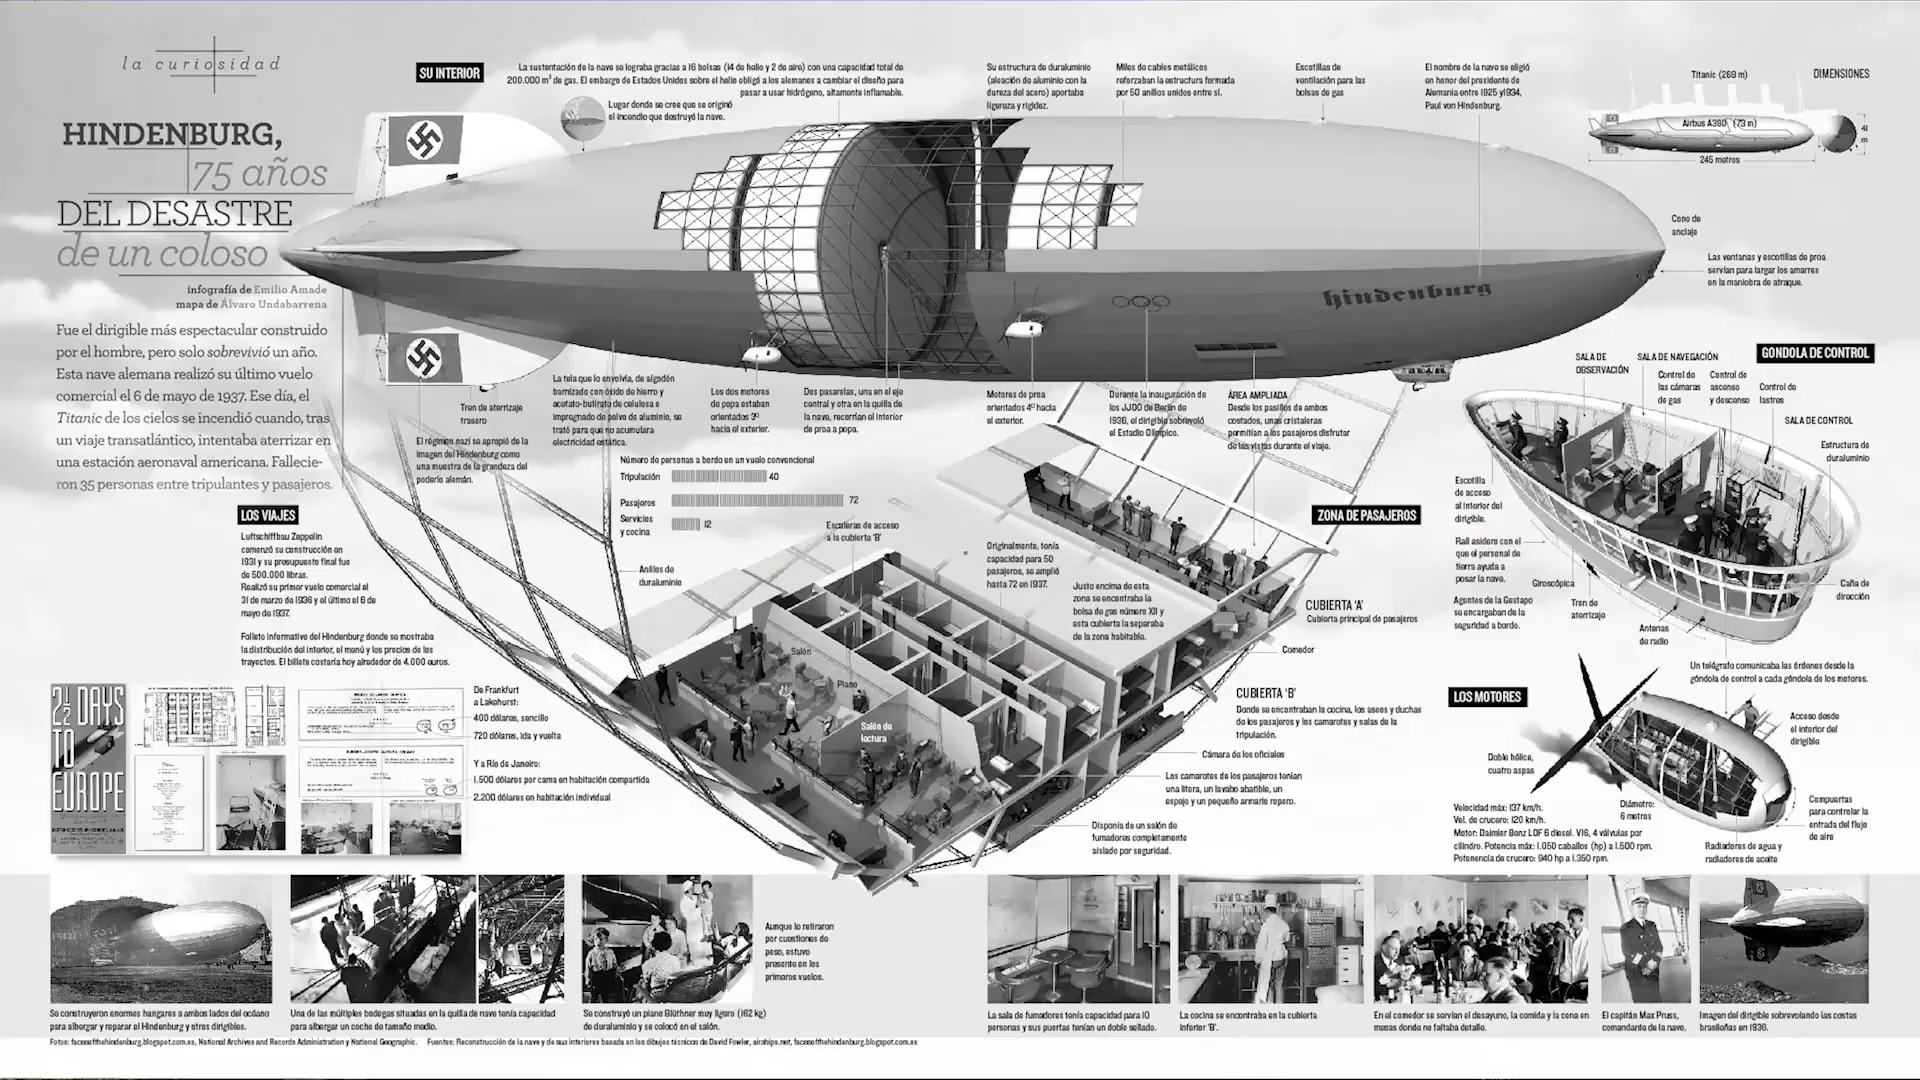 la curiosidad
HINDENBURG,
75 años
DEL DESASTRE
de un coloso
infografía de Emilio Amade
mapa de Álvaro Undabarrena
Fue el dirigible más espectacular construido
por el hombre, pero solo sobrevivió un año.
Esta nave alemana realizó su último vuelo
comercial el 6 de mayo de 1937. Ese día, el
Titanic de los cielos se incendió cuando, tras
un viaje transatlántico, intentaba aterrizar en
una estación aeronaval americana. Fallecie-
ron 35 personas entre tripulantes y pasajeros.
SU INTERIOR
La sustentación de la nave se lograba gracias a 16 bolsas (14 de helio y 2 de aire) con una capacidad total de
200.000 m³ de gas. El embargo de Estados Unidos sobre el helio obligó a los alemanes a cambiar el diseño para
pasar a usar hidrógeno, altamente inflamable.
Lugar donde se cree que se originó
el incendio que destruyó la nave.
Su estructura de duraluminio
(aleación de aluminio con la
dureza del acero) aportaba
ligereza y rigidez.
Miles de cables metálicos
reforzaban la estructura formada
por 50 anillos unidos entre sí.
Escotillas de
ventilación para las
bolsas de gas
El nombre de la nave se eligió
en honor del presidente de
Alemania entre 1925 y1934,
Paul von Hindenburg.
DIMENSIONES
Titanic (269 m)
Airbus A380 (73 m)
41
m
245 metros
Cono de
anclaje
Las ventanas y escotillas de proa
servían para largar los amarres
en la maniobra de atraque.
hindenburg
Tren de aterrizaje
trasero
El régimen nazi se apropió de la
imagen del Hindenburg como
una muestra de la grandeza del
poderío alemán.
La tela que lo envolvía, de algodón
barnizado con óxido de hierro y
acetato-butirato de celulosa e
impregnado de polvo de aluminio, se
trató para que no acumulara
electricidad estática.
Los dos motores
de popa estaban
orientados 3º
hacia el exterior.
Dos pasarelas, una en el eje
central y otra en la quilla de
la nave, recorrían el interior
de proa a popa.
Motores de proa
orientados 4º hacia
el exterior.
Durante la inauguración de
los JJOO de Berlín de
1936, el dirigible sobrevoló
el Estadio Olímpico.
ÁREA AMPLIADA
Desde los pasillos de ambos
costados, unas cristaleras
permitían a los pasajeros disfrutar
de las vistas durante el viaje.
Número de personas a bordo en un vuelo convencional
Tripulación 40
Pasajeros 72
Servicios
y cocina 12
LOS VIAJES
Luftschiffbau Zeppelin
comenzó su construcción en
1931 y su presupuesto final fue
de 500.000 libras.
Realizó su primer vuelo comercial el
31 de marzo de 1936 y el último el 6 de
mayo de 1937.
Folleto informativo del Hindenburg donde se mostraba
la distribución del interior, el menú y los precios de los
trayectos. El billete costaría hoy alrededor de 4.000 euros.
2½ DAYS
TO
EUROPE
De Frankfurt
a Lakehurst:
400 dólares, sencillo
720 dólares, ida y vuelta
Y a Río de Janeiro:
1.500 dólares por cama en habitación compartida
2.200 dólares en habitación individual
Anillos de
duraluminio
Escaleras de acceso
a la cubierta 'B'
Originalmente, tenía
capacidad para 50
pasajeros, se amplió
hasta 72 en 1937.
Justo encima de esta
zona se encontraba la
bolsa de gas número XII y
esta cubierta la separaba
de la zona habitable.
Salón
Piano
Salón de
lectura
ZONA DE PASAJEROS
CUBIERTA 'A'
Cubierta principal de pasajeros
Comedor
CUBIERTA 'B'
Donde se encontraban la cocina, los aseos y duchas
de los pasajeros y los camarotes y salas de la
tripulación.
Cámara de los oficiales
Los camarotes de los pasajeros tenían
una litera, un lavabo abatible, un
espejo y un pequeño armario ropero.
Disponía de un salón de
fumadores completamente
aislado por seguridad.
GONDOLA DE CONTROL
SALA DE
OBSERVACIÓN
SALA DE NAVEGACIÓN
Control de
las cámaras
de gas
Control de
ascenso
y descenso
Control de
lastres
SALA DE CONTROL
Estructura de
duraluminio
Escotilla
de acceso
al interior del
dirigible.
Rail asidero con el
que el personal de
tierra ayuda a
posar la nave.
Agentes de la Gestapo
se encargaban de la
seguridad a bordo.
Giroscópica
Tren de
aterrizaje
Antenas
de radio
Caña de
dirección
Un telégrafo comunicaba las órdenes desde la
góndola de control a cada góndola de los motores.
LOS MOTORES
Doble hélice,
cuatro aspas
Acceso desde
el interior del
dirigible
Diámetro:
6 metros
Compuertas
para controlar la
entrada del flujo
de aire
Radiadores de agua y
radiadores de aceite
Velocidad máx: 137 km/h.
Vel. de crucero: 120 km/h.
Motor: Daimler Benz LOF 6 diesel. V16, 4 válvulas por
cilindro. Potencia máx: 1.050 caballos (hp) a 1.500 rpm.
Potenencia de crucero: 940 hp a 1.350 rpm.
Se construyeron enormes hangares a ambos lados del océano
para albergar y reparar el Hindenburg y otros dirigibles.
Una de las múltiples bodegas situadas en la quilla de nave tenía capacidad
para albergar un coche de tamaño medio.
Se construyó un piano Blüthner muy ligero (162 kg)
de duraluminio y se colocó en el salón.
Aunque lo retiraron
por cuestiones de
peso, estuvo
presente en los
primeros vuelos.
La sala de fumadores tenía capacidad para 10
personas y sus puertas tenían un doble sellado.
La cocina se encontraba en la cubierta
inferior 'B'.
En el comedor se servían el desayuno, la comida y la cena en
mesas donde no faltaba detalle.
El capitán Max Pruss,
comandante de la nave.
Imagen del dirigible sobrevolando las costas
brasileñas en 1936.
Fotos: facesofthehindenburg.blogspot.com.es, National Archives and Records Administration y National Geographic.
Fuentes: Reconstrucción de la nave y de sus interiores basada en los dibujos técnicos de David Fowler, airships.net, facesofthehindenburg.blogspot.com.es